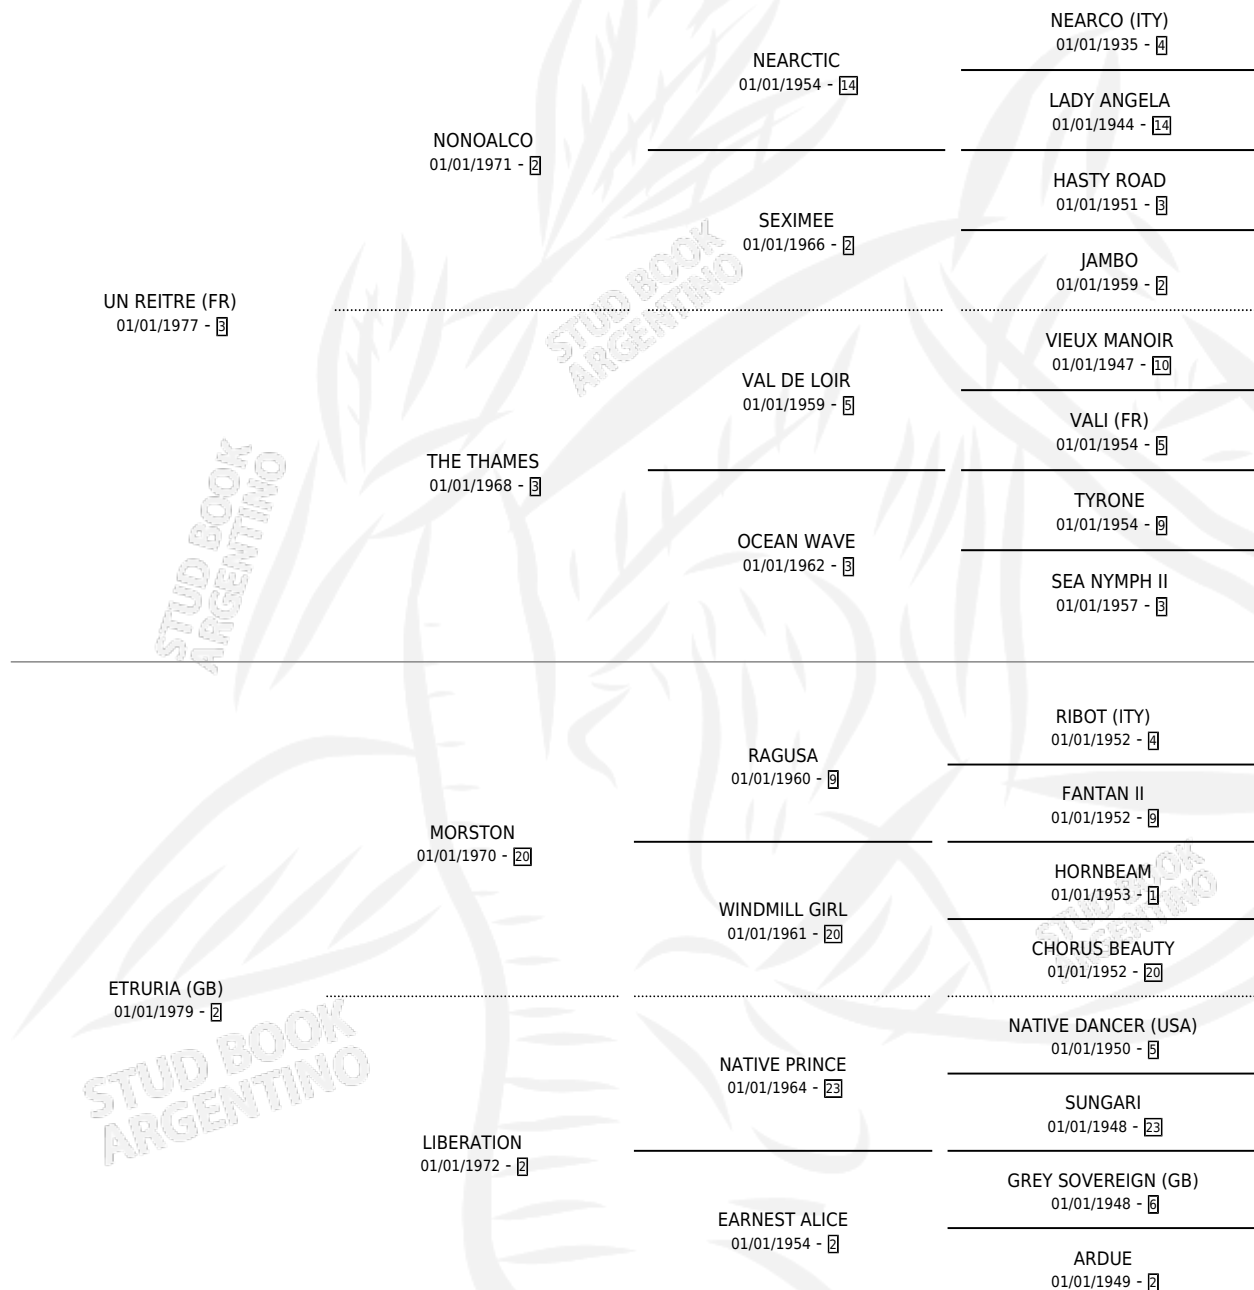 NEARCO (ITY)
01/01/1935 - 4
NEARCTIC
01/01/1954 - 14
LADY ANGELA
01/01/1944 - 14
NONOALCO
01/01/1971 - 2
HASTY ROAD
01/01/1951 - 3
SEXIMEE
01/01/1966 - 2
JAMBO
01/01/1959 - 2
UN REITRE (FR)
01/01/1977 - 3
VIEUX MANOIR
01/01/1947 - 10
VAL DE LOIR
01/01/1959 - 5
VALI (FR)
01/01/1954 - 5
THE THAMES
01/01/1968 - 3
TYRONE
01/01/1954 - 9
OCEAN WAVE
01/01/1962 - 3
SEA NYMPH II
01/01/1957 - 3
STUD BOOK
ARGENTINO
STUD BOOK
ARGENTINO
RIBOT (ITY)
01/01/1952 - 4
RAGUSA
01/01/1960 - 9
FANTAN II
01/01/1952 - 9
MORSTON
01/01/1970 - 20
HORNBEAM
01/01/1953 - 1
WINDMILL GIRL
01/01/1961 - 20
CHORUS BEAUTY
01/01/1952 - 20
STUD BOOK
ARGENTINO
ETRURIA (GB)
01/01/1979 - 2
NATIVE DANCER (USA)
01/01/1950 - 5
NATIVE PRINCE
01/01/1964 - 23
SUNGARI
01/01/1948 - 23
STUD BOOK
ARGENTINO
LIBERATION
01/01/1972 - 2
GREY SOVEREIGN (GB)
01/01/1948 - 6
EARNEST ALICE
01/01/1954 - 2
ARDUE
01/01/1949 - 2